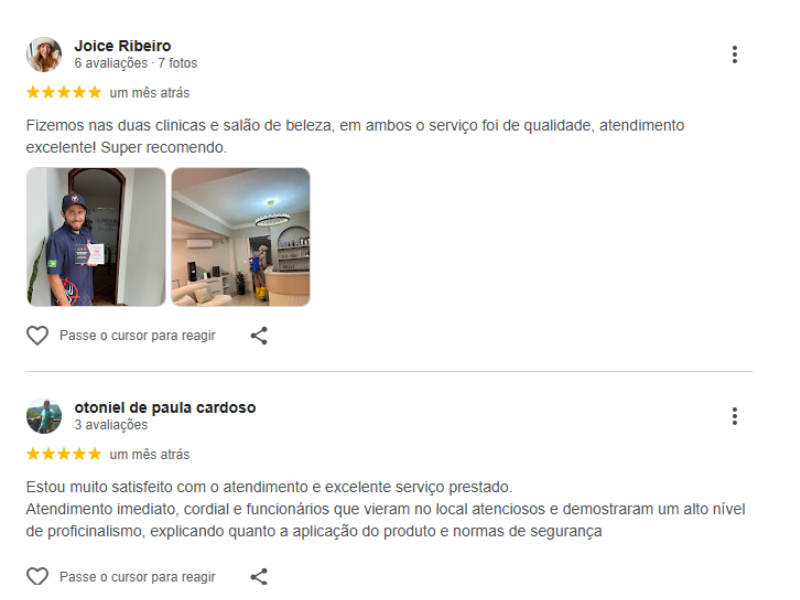 Joice Ribeiro
6 avaliações · 7 fotos
um mês atrás
Fizemos nas duas clinicas e salão de beleza, em ambos o serviço foi de qualidade, atendimento
excelente! Super recomendo.
Passe o cursor para reagir
otoniel de paula cardoso
3 avaliações
um mês atrás
Estou muito satisfeito com o atendimento e excelente serviço prestado.
Atendimento imediato, cordial e funcionários que vieram no local atenciosos e demostraram um alto nível
de proficinalismo, explicando quanto a aplicação do produto e normas de segurança
Passe o cursor para reagir